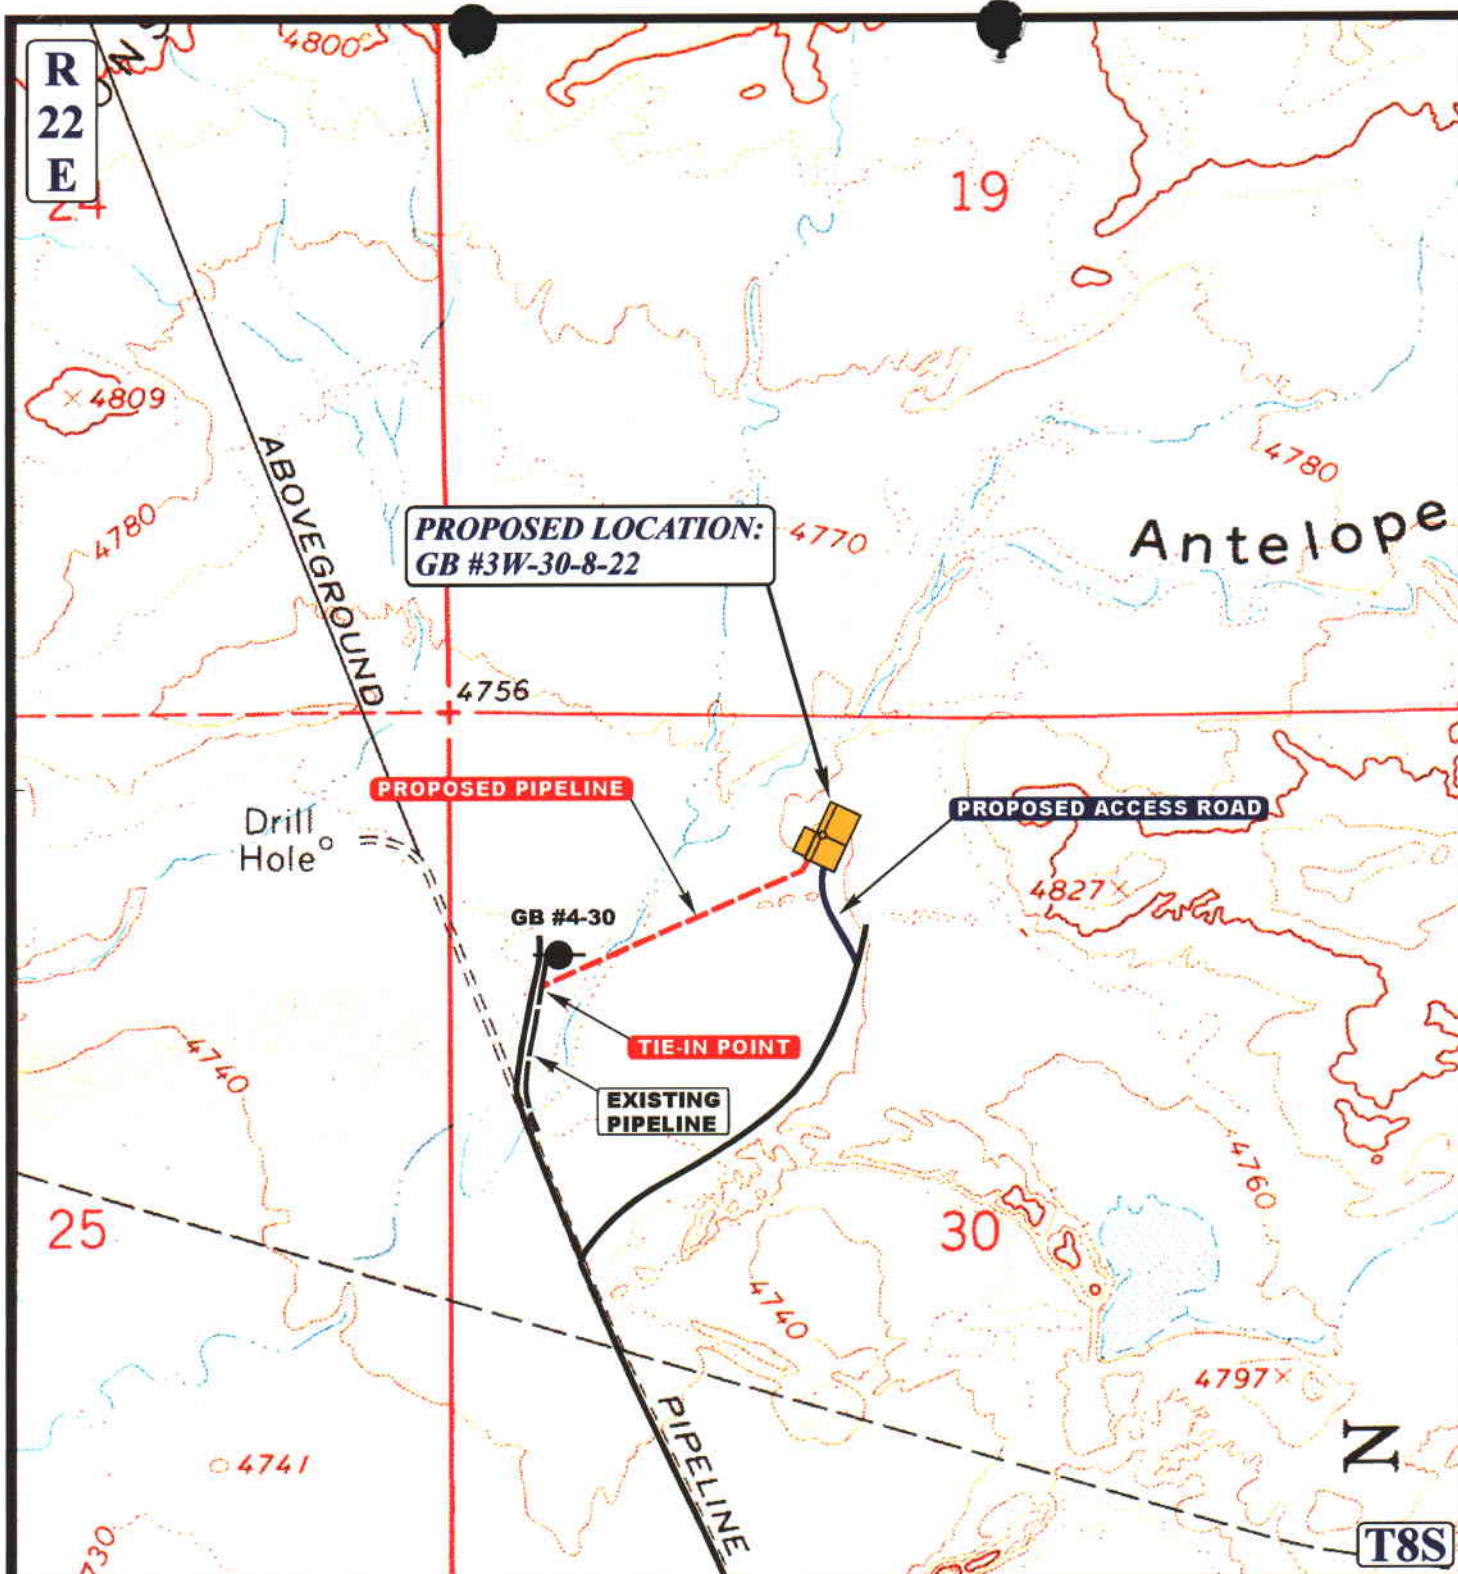 R
22
E
4800
24
19
4809
ABOVEGROUND
4780
4780
PROPOSED LOCATION:
GB #3W-30-8-22
4770
Antelope
4756
PROPOSED PIPELINE
PROPOSED ACCESS ROAD
Drill
Hole
4827
GB #4-30
TIE-IN POINT
4740
EXISTING
PIPELINE
4760
25
30
4740
4797
PIPELINE
N
4741
T8S
4730